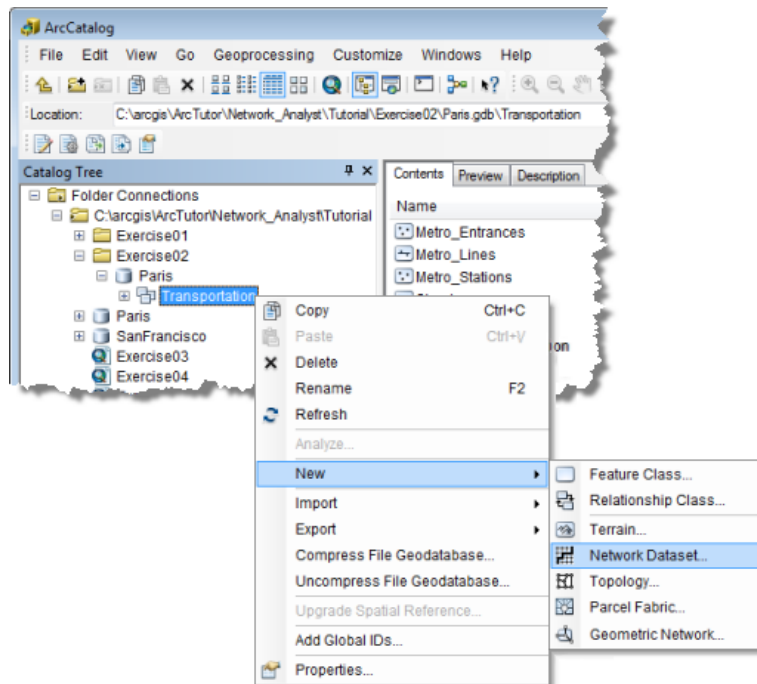 ArcCatalog
File Edit View Go Geoprocessing Customize Windows Help
Location: C:\arcgis\ArcTutor\Network_Analyst\Tutorial\Exercise02\Paris.gdb\Transportation
Catalog Tree
Folder Connections
C:\arcgis\ArcTutor\Network_Analyst\Tutorial
Exercise01
Exercise02
Paris
Transportation
Paris
SanFrancisco
Exercise03
Exercise04
Contents Preview Description
Name
Metro_Entrances
Metro_Lines
Metro_Stations
Copy Ctrl+C
Paste Ctrl+V
Delete
Rename F2
Refresh
Analyze...
New
Import
Export
Compress File Geodatabase...
Uncompress File Geodatabase...
Upgrade Spatial Reference...
Add Global IDs...
Properties...
Feature Class...
Relationship Class...
Terrain...
Network Dataset...
Topology...
Parcel Fabric...
Geometric Network...